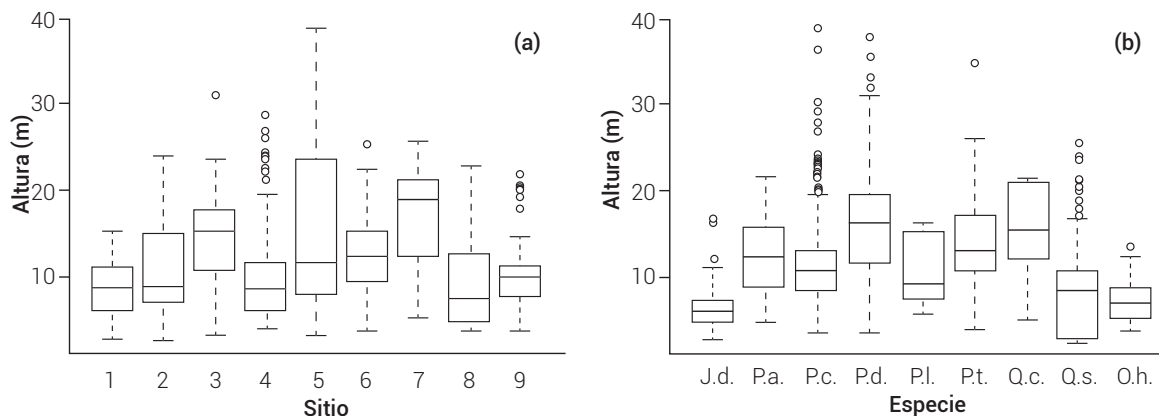 (a)
Altura (m)
40
30
20
10
1 2 3 4 5 6 7 8 9
Sitio
(b)
Altura (m)
40
30
20
10
J.d. P.a. P.c. P.d. P.l. P.t. Q.c. Q.s. O.h.
Especie